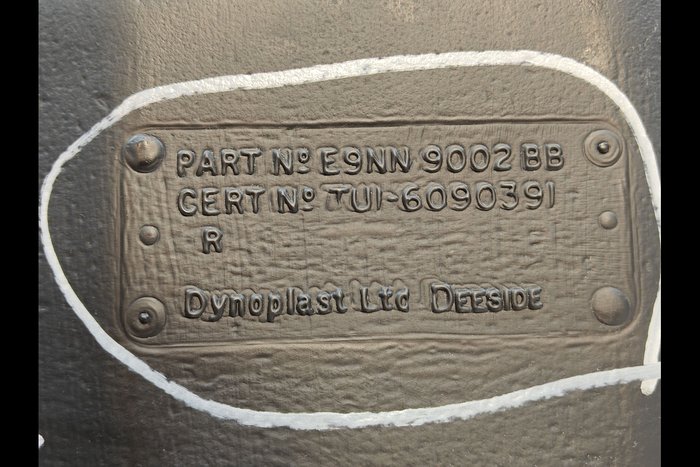 PART Nº E9NN 9002 BB
CERT Nº TUI-6090391
R
Dynoplast Ltd DEESIDE